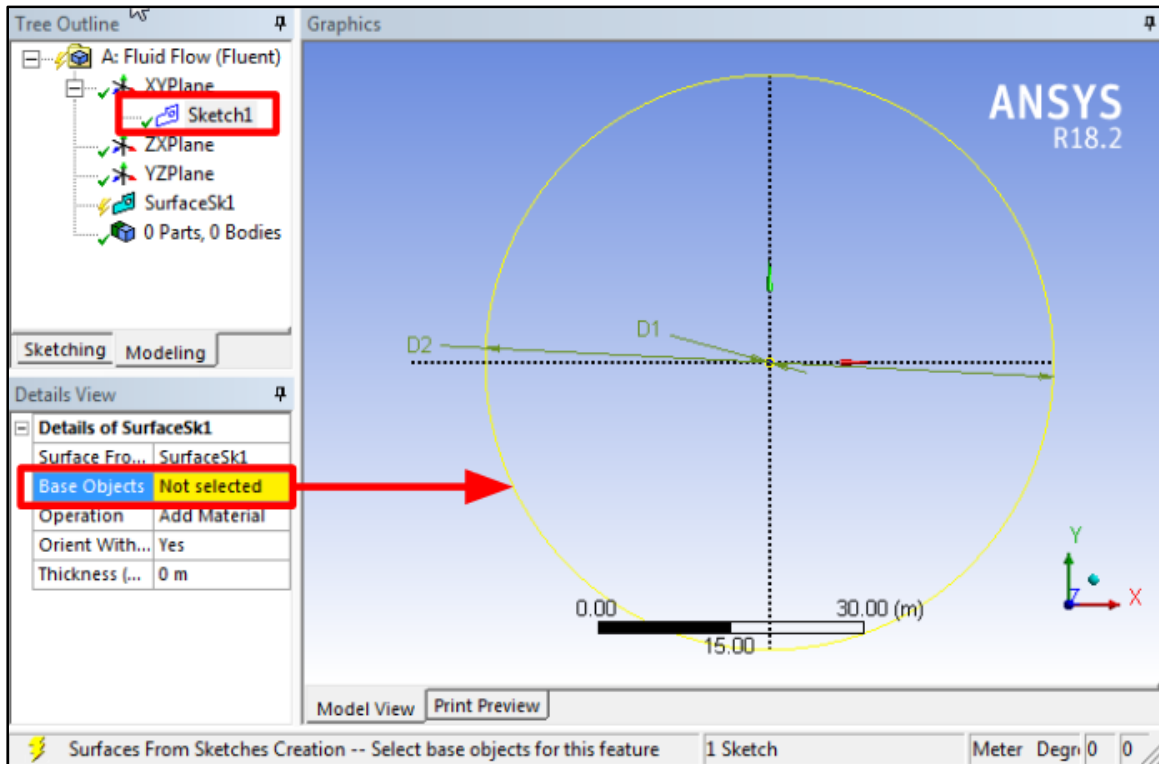 Tree Outline
A: Fluid Flow (Fluent)
XYPlane
Sketch1
ZXPlane
YZPlane
SurfaceSk1
0 Parts, 0 Bodies
Sketching Modeling
Details View
Details of SurfaceSk1
Surface Fro... SurfaceSk1
Base Objects Not selected
Operation Add Material
Orient With... Yes
Thickness (... 0 m
Graphics
ANSYS
R18.2
D1
D2
Y
Z X
0.00 30.00 (m)
15.00
Model View Print Preview
Surfaces From Sketches Creation -- Select base objects for this feature 1 Sketch Meter Degr 0 0